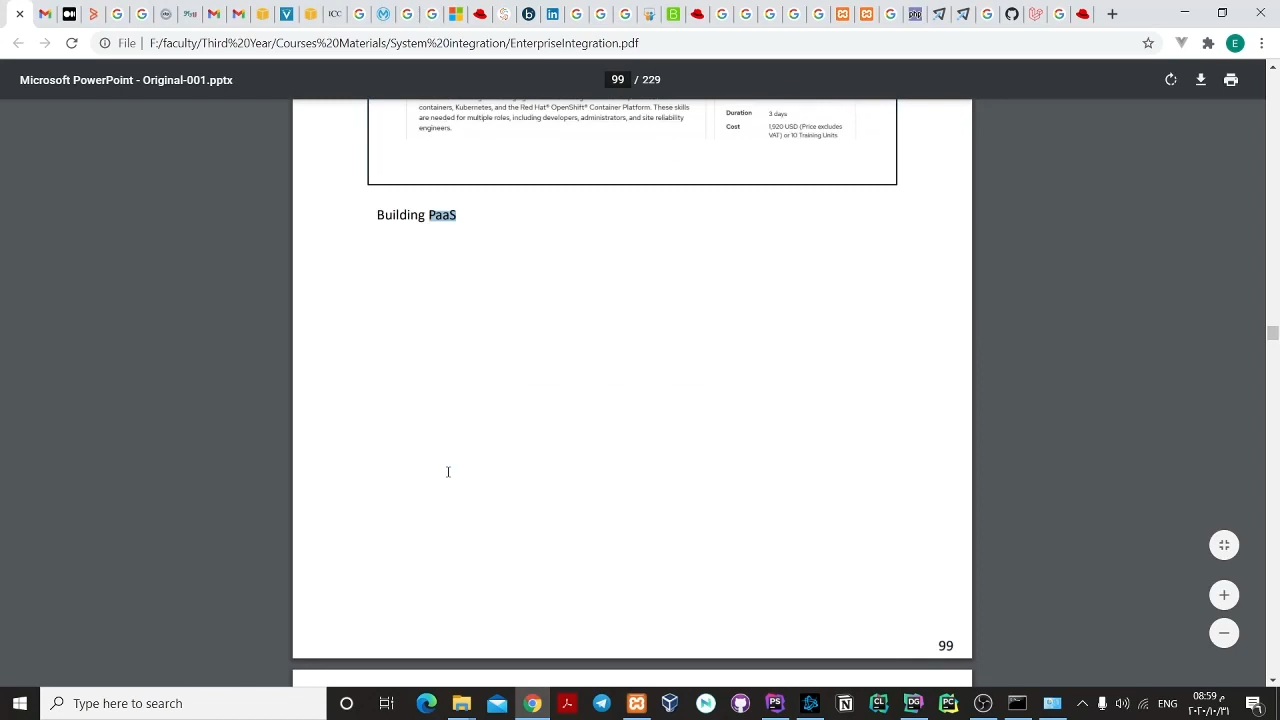 File
F:/faculty/Third%20Year/Courses%20Materials/System%20integration/EnterpriseIntegration.pdf
E
Microsoft PowerPoint - Original-001.pptx
99 / 229
containers, Kubernetes, and the Red Hat® OpenShift® Container Platform. These skills
are needed for multiple roles, including developers, administrators, and site reliability
engineers.
Duration 3 days
Cost 1,920 USD (Price excludes
VAT) or 10 Training Units
Building PaaS
99
Type here to search
ENG
08:59 م